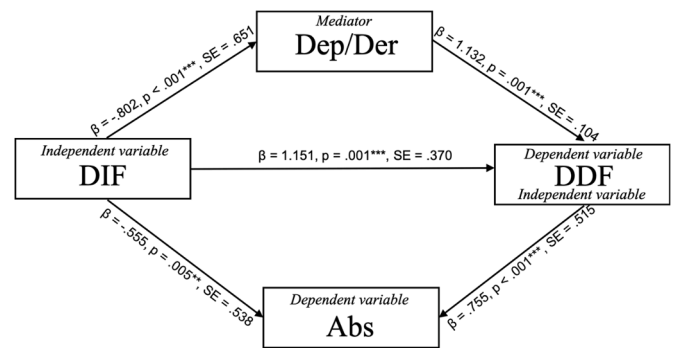 Mediator
Dep/Der
β = -.802, p < .001***, SE = .651
β = 1.132, p = .001***, SE = .104
Independent variable
DIF
β = 1.151, p = .001***, SE = .370
Dependent variable
DDF
Independent variable
β = -.555, p = .005**, SE = .538
β = .755, p < .001***, SE = .515
Dependent variable
Abs